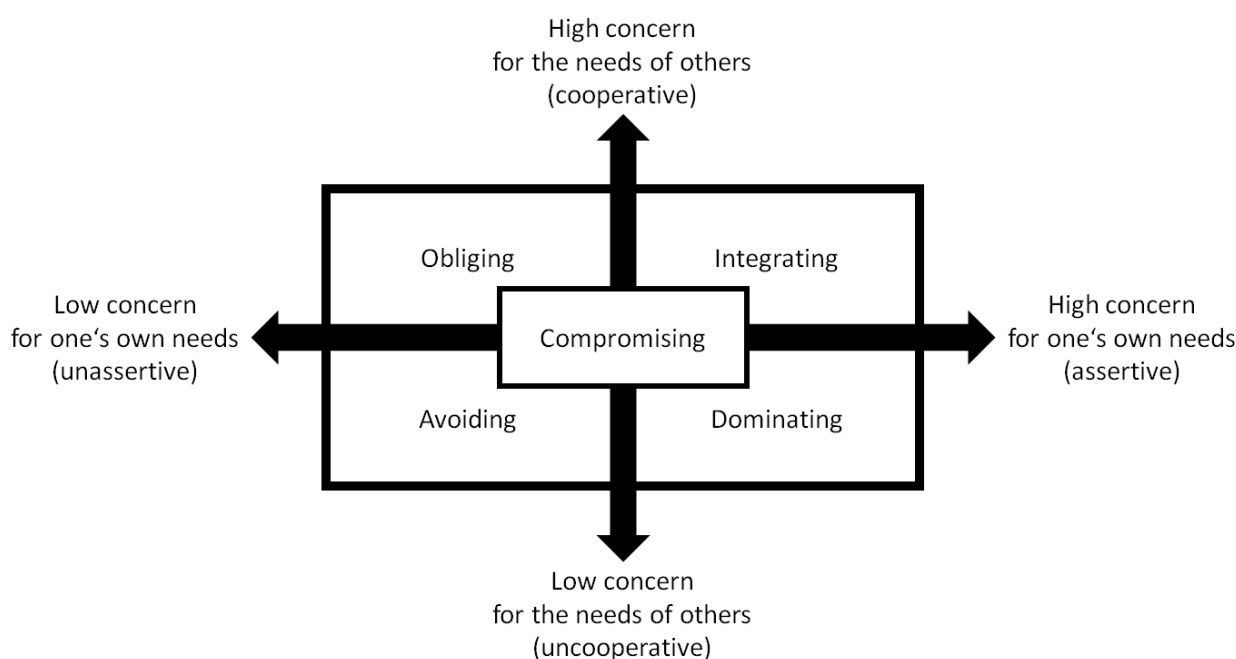 High concern
for the needs of others
(cooperative)
Obliging
Integrating
Low concern
for one‘s own needs
(unassertive)
Compromising
High concern
for one‘s own needs
(assertive)
Avoiding
Dominating
Low concern
for the needs of others
(uncooperative)